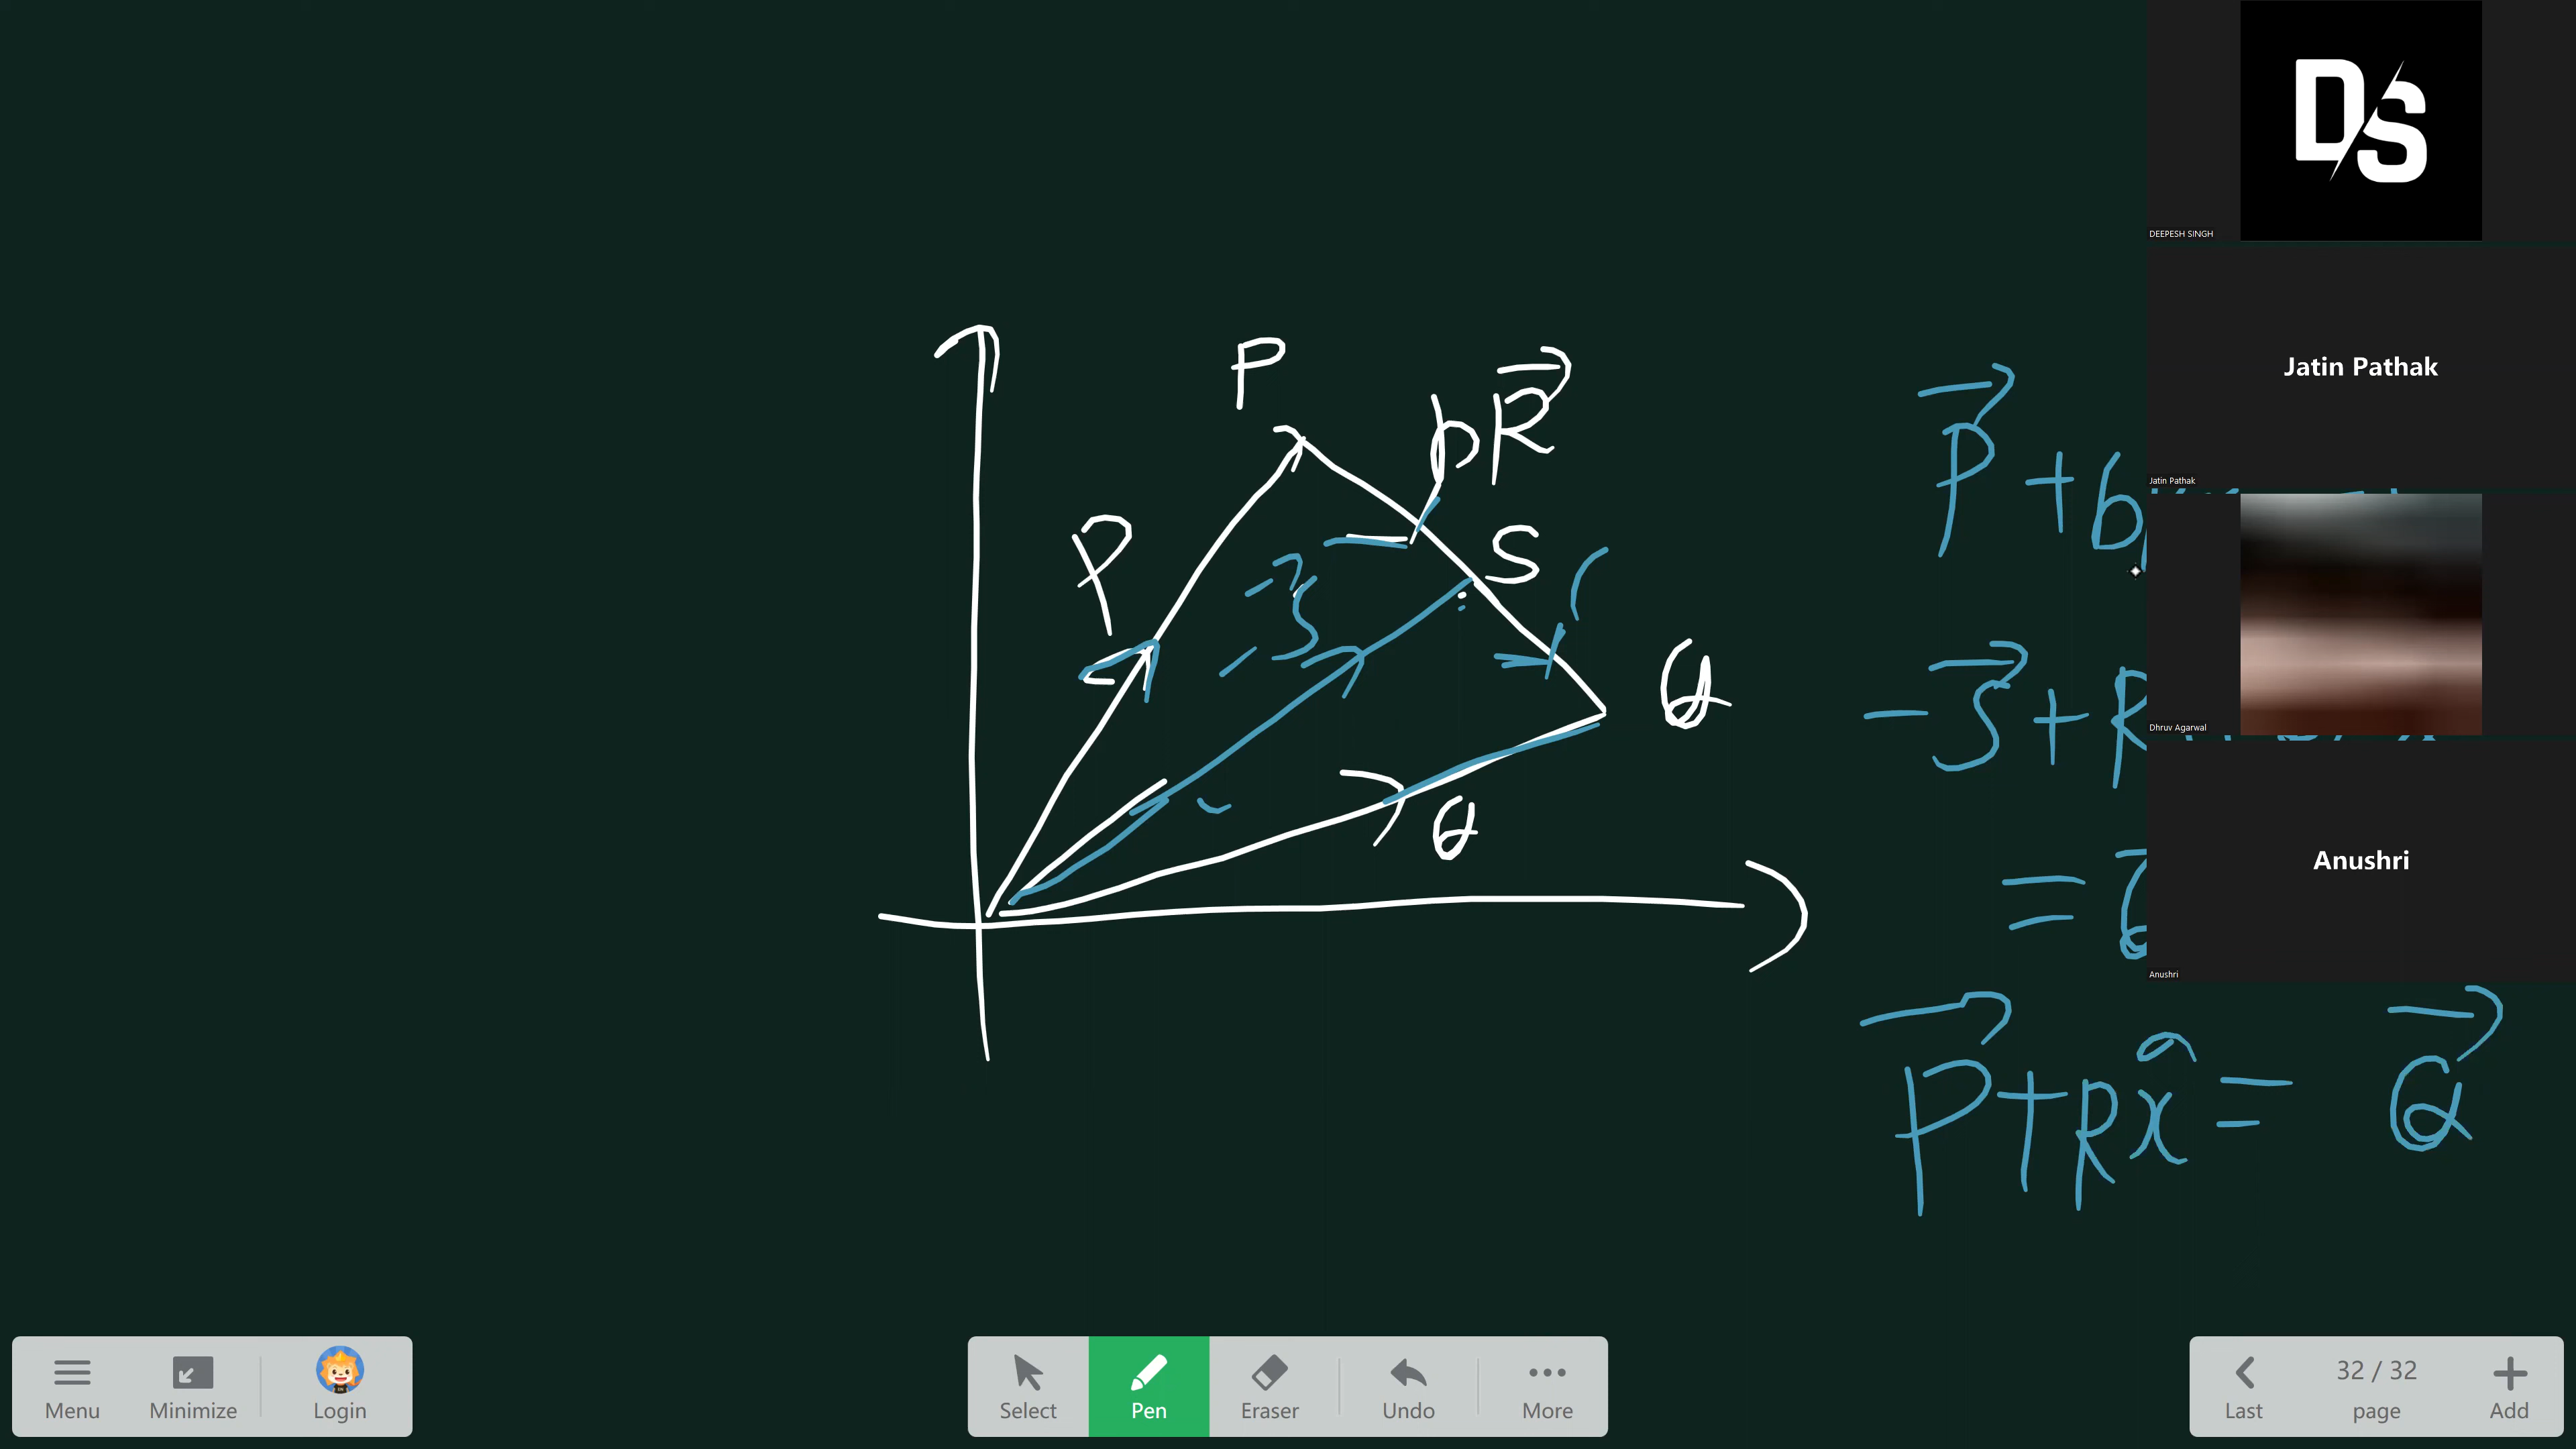 DS
DEEPESH SINGH
Jatin Pathak
Jatin Pathak
Dhruv Agarwal
Anushri
Anushri
P
bR⃗
P
S
S
Q
Q
P⃗ + b
-S⃗ + R
=
P⃗ + Rx̂ = Q⃗
Menu
Minimize
Login
Select
Pen
Eraser
Undo
More
Last
32 / 32
page
Add